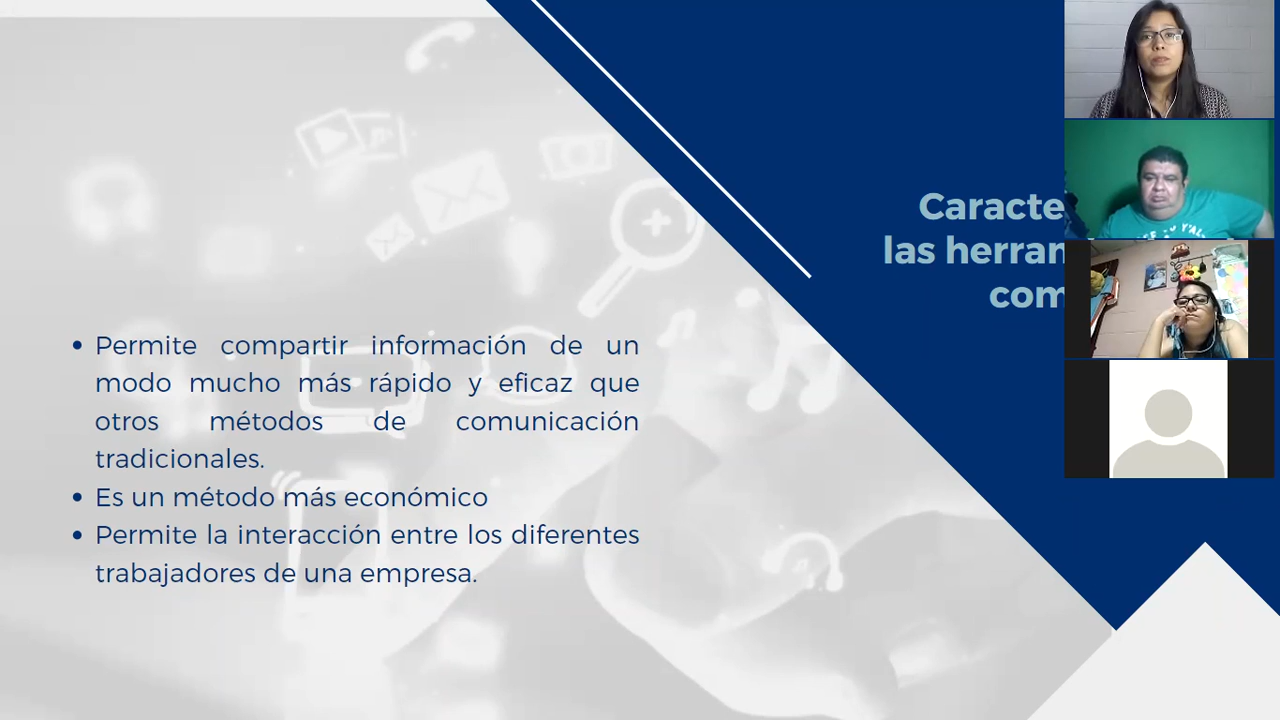 Caracte
las herran
com
• Permite compartir información de un
modo mucho más rápido y eficaz que
otros métodos de comunicación
tradicionales.
• Es un método más económico
• Permite la interacción entre los diferentes
trabajadores de una empresa.